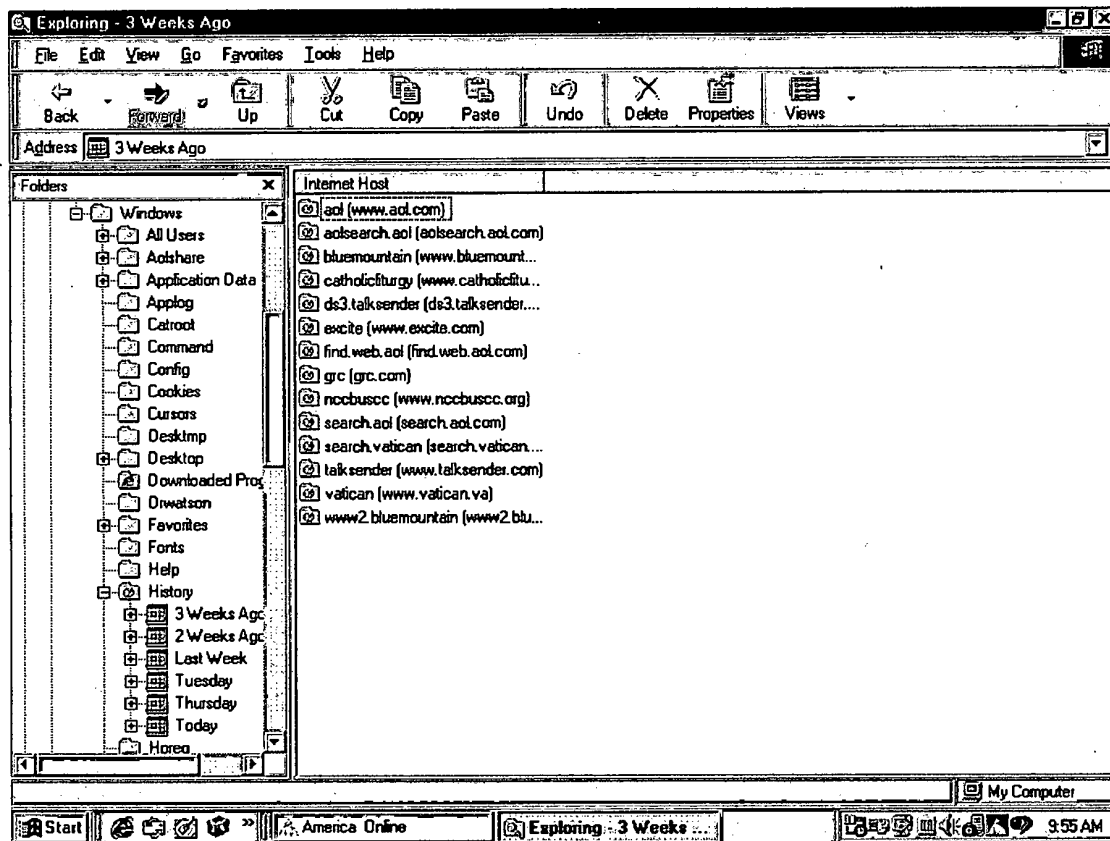 Exploring - 3 Weeks Ago
File Edit View Go Favorites Tools Help
Back Forward Up Cut Copy Paste Undo Delete Properties Views
Address 3 Weeks Ago
Folders
Internet Host
Windows
All Users
Aolshare
Application Data
Applog
Catroot
Command
Config
Cookies
Cursors
Desktmp
Desktop
Downloaded Prog
Drwatson
Favorites
Fonts
Help
History
3 Weeks Ago
2 Weeks Ago
Last Week
Tuesday
Thursday
Today
aol (www.aol.com)
aolsearch.aol (aolsearch.aol.com)
bluemountain (www.bluemount...
catholicliturgy (www.catholiclitu...
ds3.talksender (ds3.talksender....
excite (www.excite.com)
find.web.aol (find.web.aol.com)
grc (grc.com)
nccbuscc (www.nccbuscc.org)
search.aol (search.aol.com)
search.vatican (search.vatican....
talksender (www.talksender.com)
vatican (www.vatican.va)
www2.bluemountain (www2.blu...
My Computer
Start » America Online Exploring - 3 Weeks ... 9:55 AM